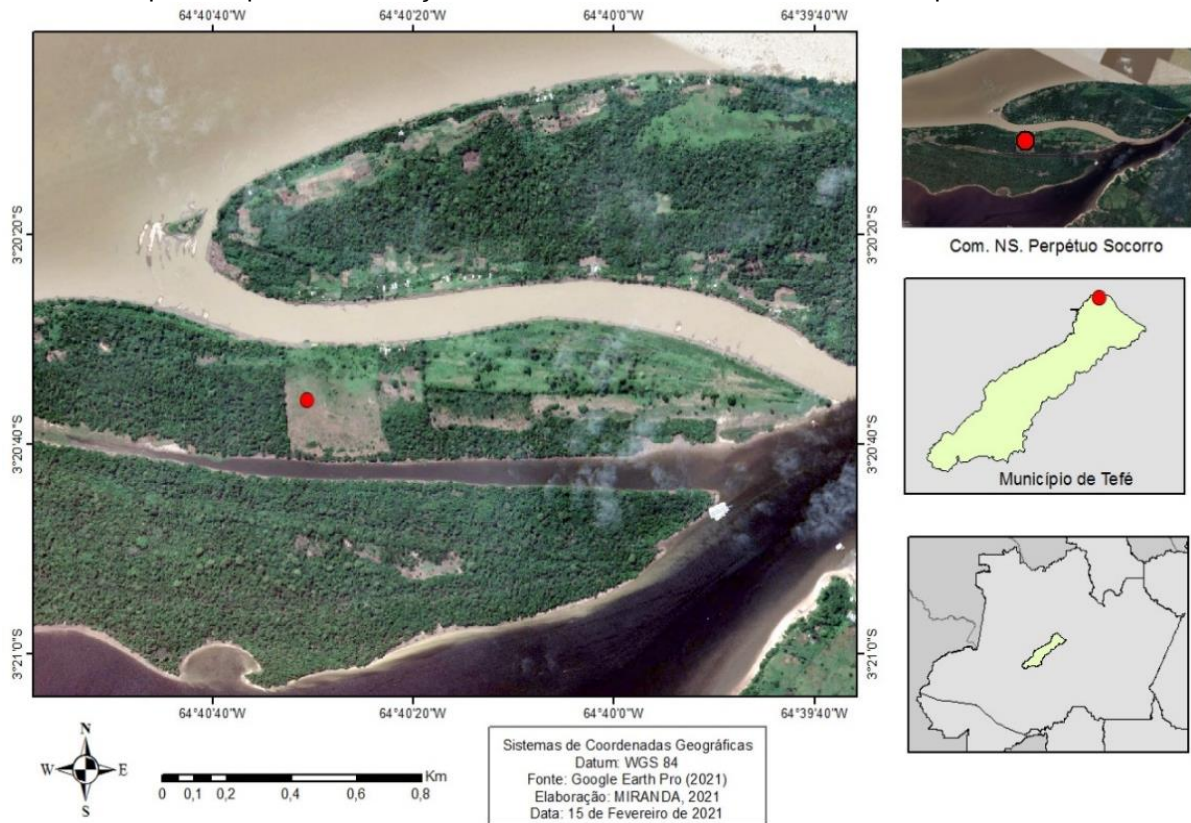 64°40'40"W
64°40'20"W
64°40'0"W
64°39'40"W
3°20'20"S
3°20'20"S
3°20'40"S
3°20'40"S
3°21'0"S
3°21'0"S
64°40'40"W
64°40'20"W
64°40'0"W
64°39'40"W
Com. NS. Perpétuo Socorro
Município de Tefé
N
W
E
S
Km
0 0,1 0,2 0,4 0,6 0,8
Sistemas de Coordenadas Geográficas
Datum: WGS 84
Fonte: Google Earth Pro (2021)
Elaboração: MIRANDA, 2021
Data: 15 de Fevereiro de 2021